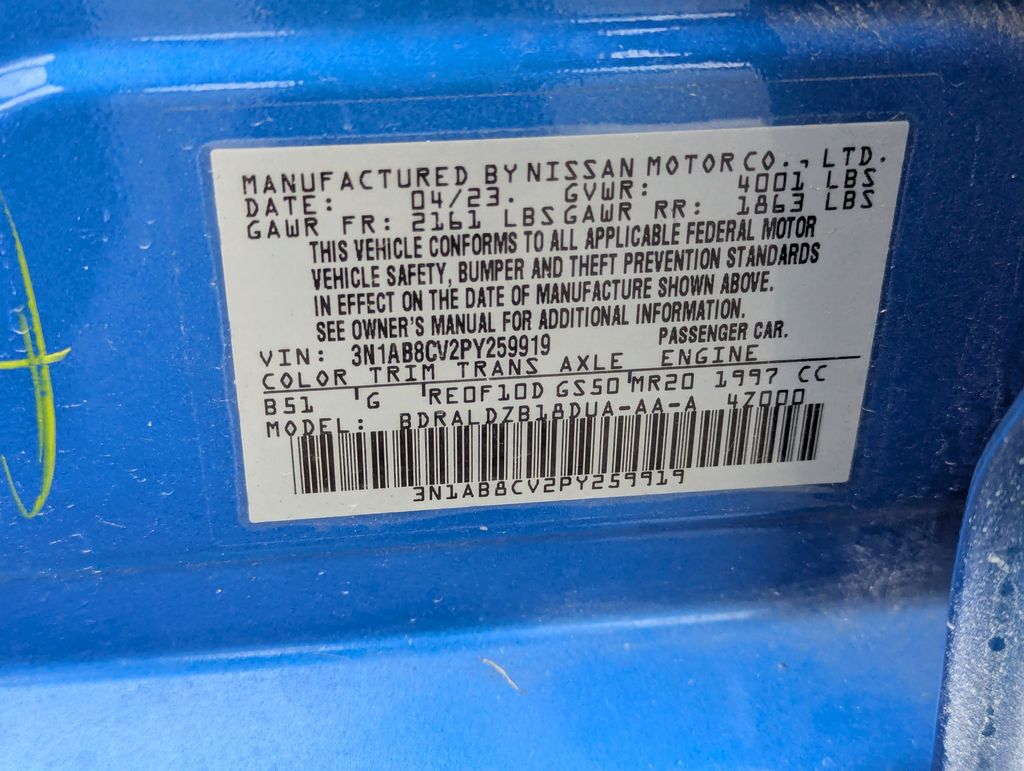 MANUFACTURED BY NISSAN MOTOR CO., LTD.
DATE: 04/23. GVWR: 4001 LBS
GAWR FR: 2161 LBS GAWR RR: 1863 LBS
THIS VEHICLE CONFORMS TO ALL APPLICABLE FEDERAL MOTOR
VEHICLE SAFETY, BUMPER AND THEFT PREVENTION STANDARDS
IN EFFECT ON THE DATE OF MANUFACTURE SHOWN ABOVE.
SEE OWNER'S MANUAL FOR ADDITIONAL INFORMATION.
VIN: 3N1AB8CV2PY259919 PASSENGER CAR.
COLOR TRIM TRANS AXLE ENGINE
B51 G RE0F10D GS50 MR20 1997 CC
MODEL: BDRALDZB18DUA-AA-A 4Z000
3N1AB8CV2PY259919